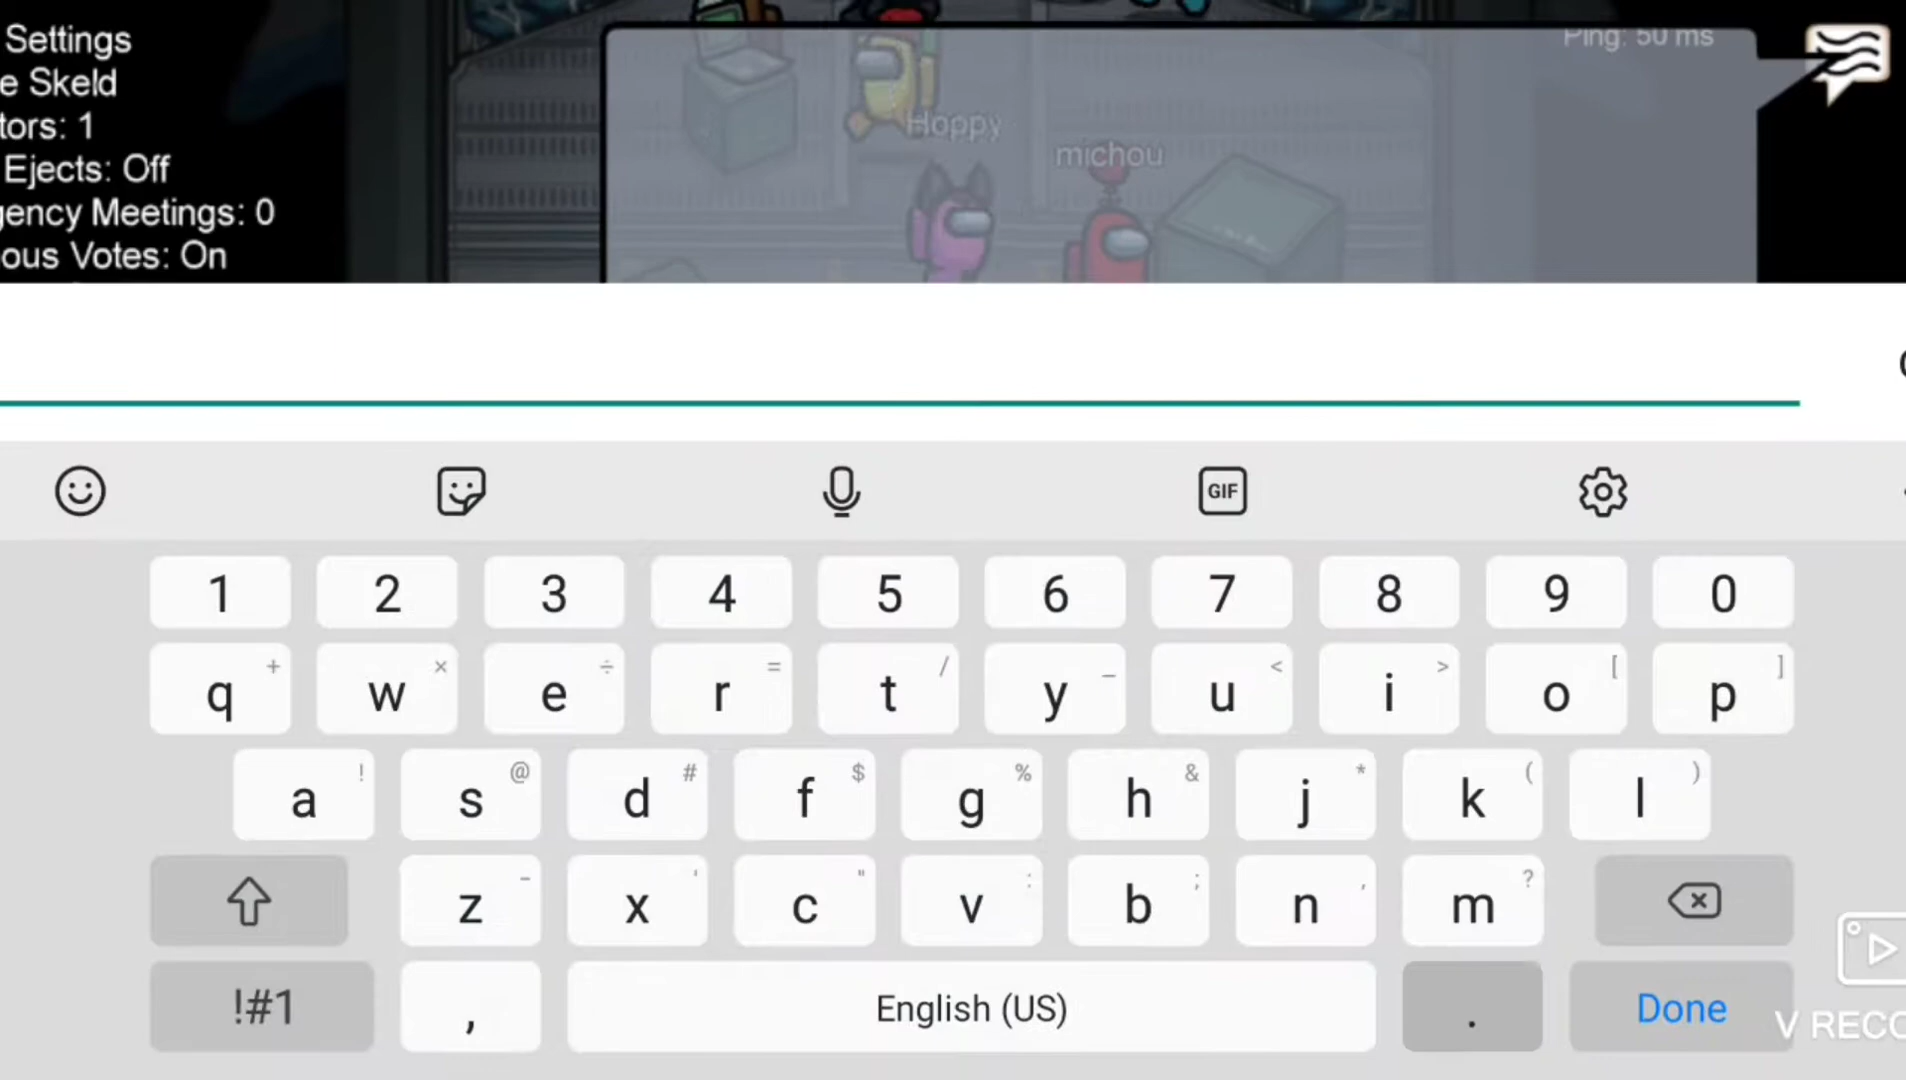 Settings
e Skeld
tors: 1
Ejects: Off
gency Meetings: 0
ous Votes: On
Ping: 50 ms
Hoppy
michou
GIF
1 2 3 4 5 6 7 8 9 0
q + w × e ÷ r = t / y _ u < i > o [ p ]
a ! s @ d # f $ g % h & j * k ( l )
z - x ' c " v : b ; n , m ?
!#1 , English (US) . Done
V RECO